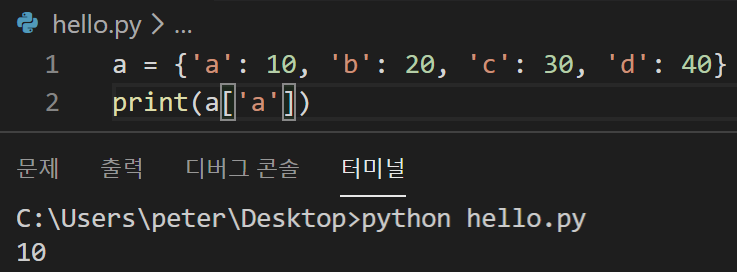 hello.py > ...
1 a = {'a': 10, 'b': 20, 'c': 30, 'd': 40}
2 print(a['a'])
문제 출력 디버그 콘솔 터미널
C:\Users\peter\Desktop>python hello.py
10